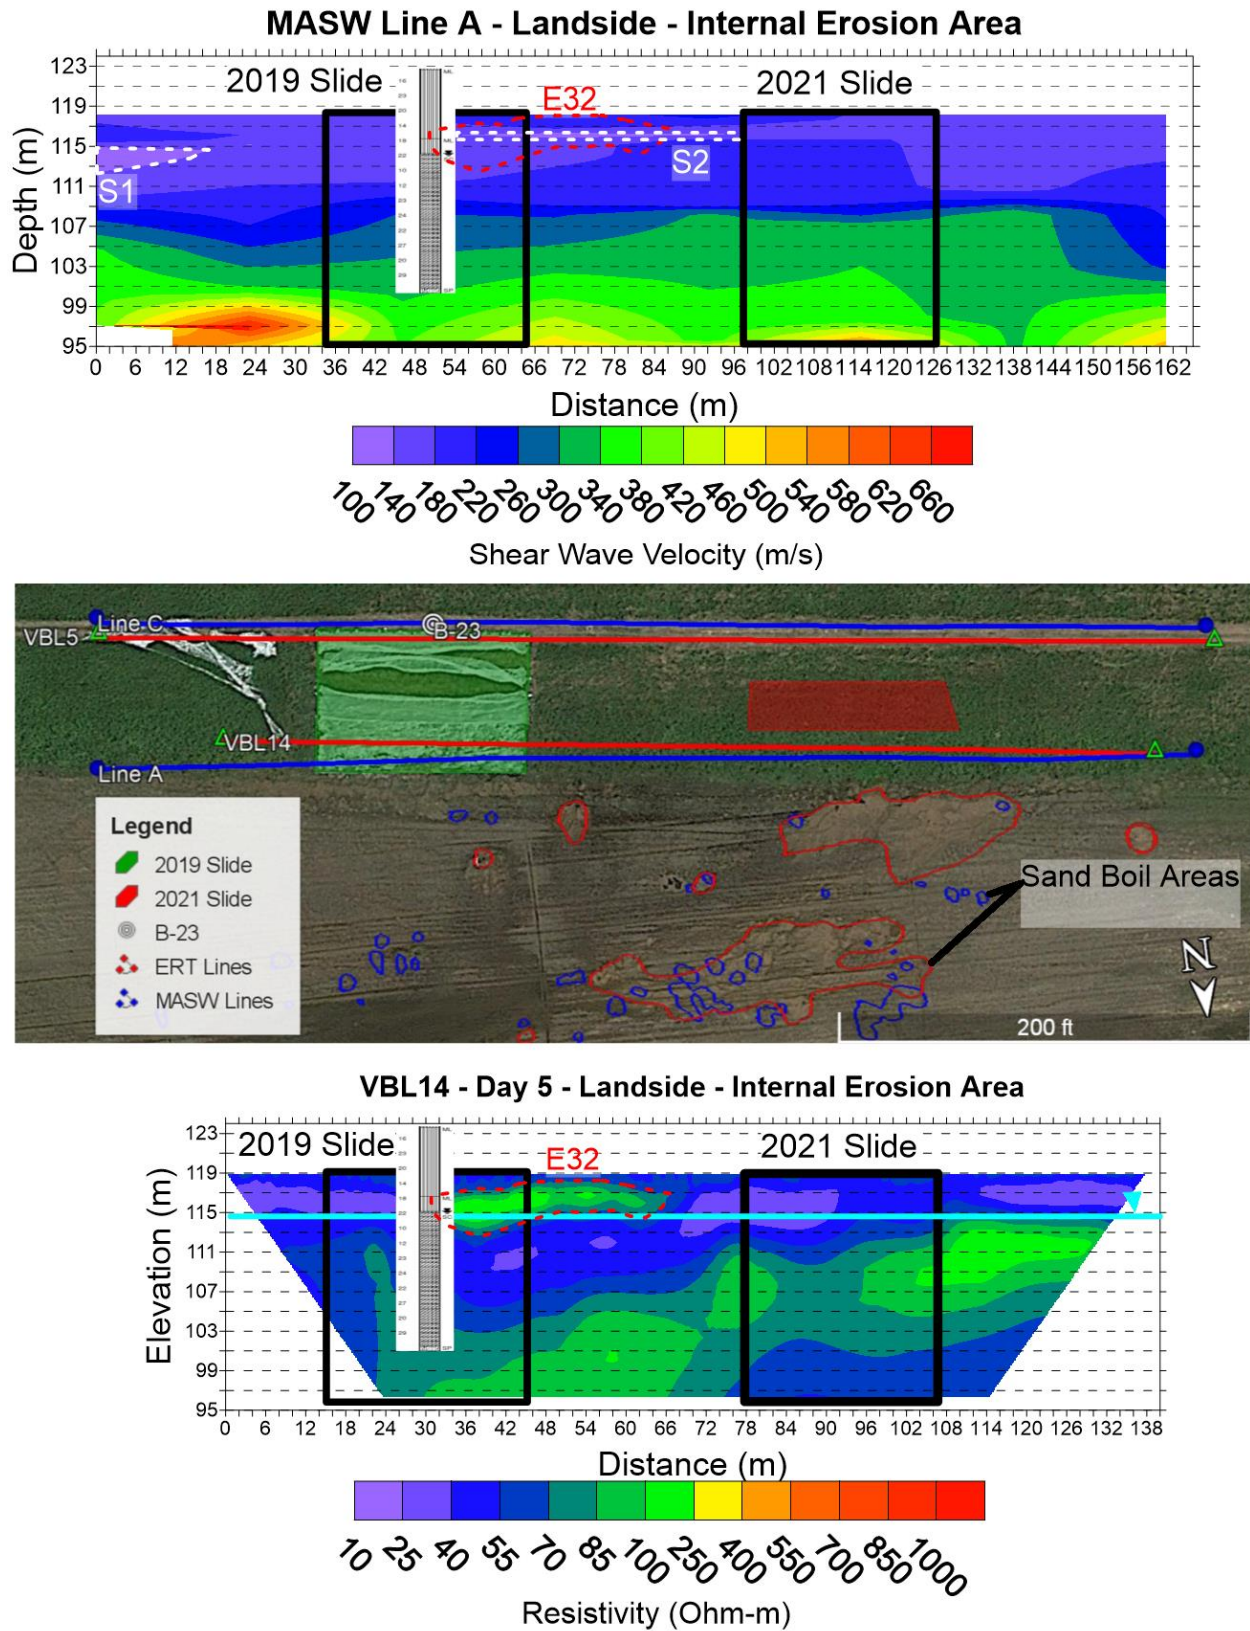 MASW Line A - Landside - Internal Erosion Area
2019 Slide
2021 Slide
E32
S1
S2
Depth (m)
123
119
115
111
107
103
99
95
0 6 12 18 24 30 36 42 48 54 60 66 72 78 84 90 96 102 108 114 120 126 132 138 144 150 156 162
Distance (m)
100 140 180 220 260 300 340 380 420 460 500 540 580 620 660
Shear Wave Velocity (m/s)
Line C
VBL5
B-23
VBL14
Line A
Legend
2019 Slide
2021 Slide
B-23
ERT Lines
MASW Lines
Sand Boil Areas
N
200 ft
VBL14 - Day 5 - Landside - Internal Erosion Area
2019 Slide
2021 Slide
E32
Elevation (m)
123
119
115
111
107
103
99
95
0 6 12 18 24 30 36 42 48 54 60 66 72 78 84 90 96 102 108 114 120 126 132 138
Distance (m)
10 25 40 55 70 85 100 250 400 550 700 850 1000
Resistivity (Ohm-m)